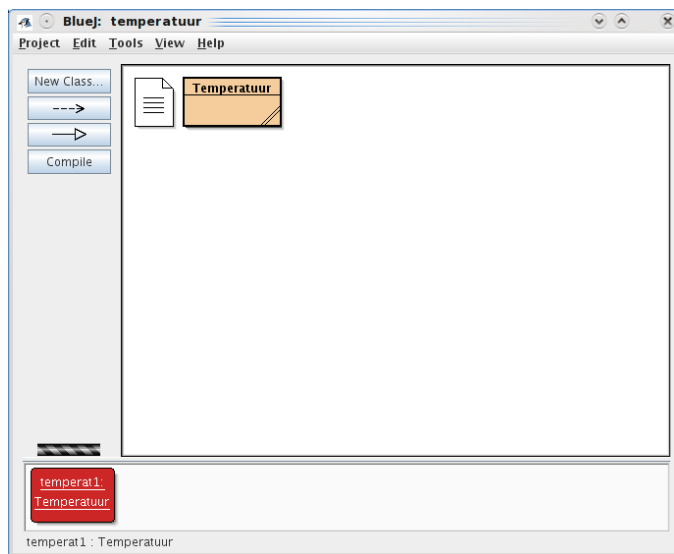 BlueJ: temperatuur
Project Edit Tools View Help
New Class...
Compile
Temperatuur
temperat1:
Temperatuur
temperat1 : Temperatuur